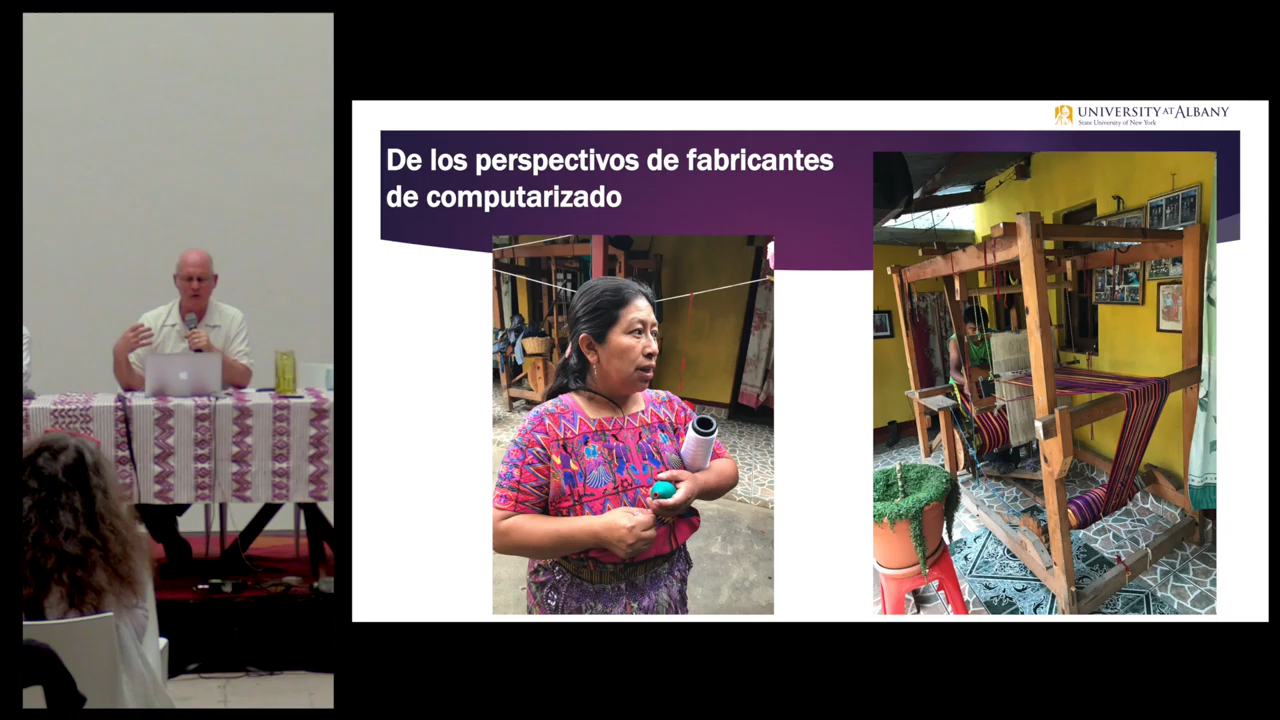 UNIVERSITY AT ALBANY
State University of New York
De los perspectivos de fabricantes
de computarizado